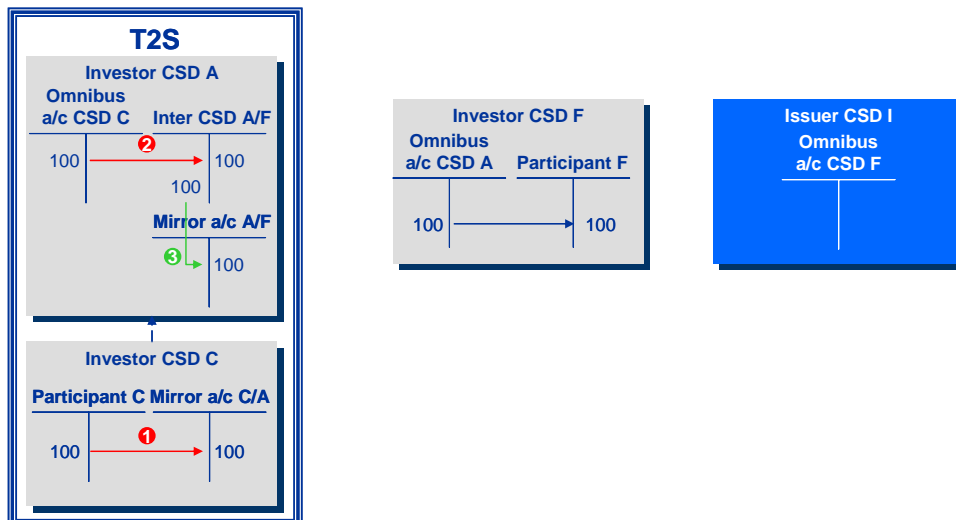 T2S
Investor CSD A
Omnibus
a/c CSD C Inter CSD A/F
2
100 100
100
Mirror a/c A/F
3 100
Investor CSD C
Participant C Mirror a/c C/A
1
100 100
Investor CSD F
Omnibus
a/c CSD A Participant F
100 100
Issuer CSD I
Omnibus
a/c CSD F